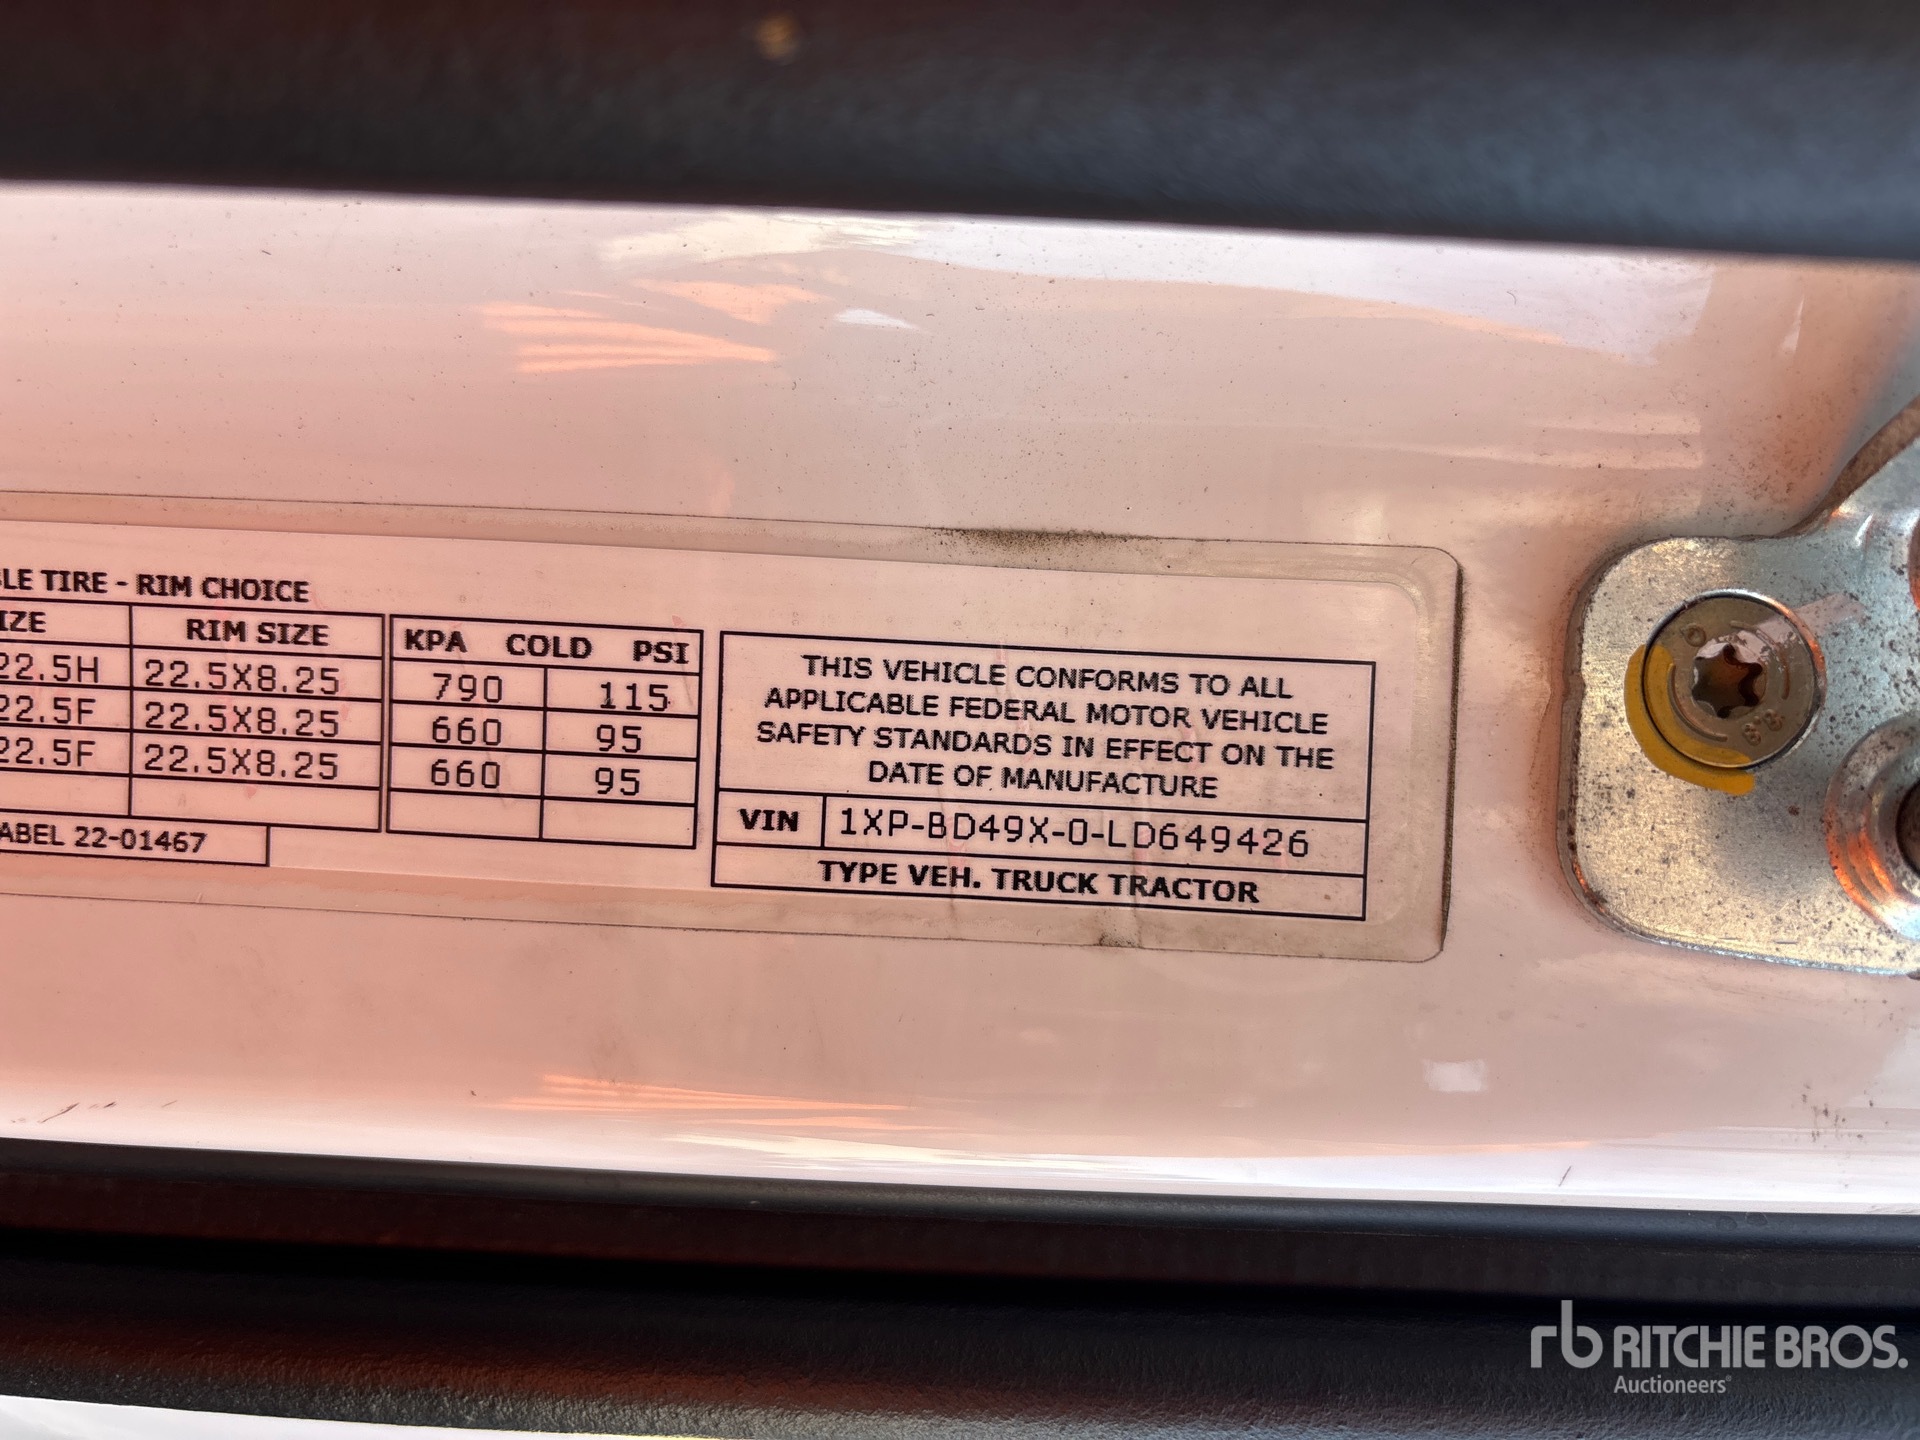 LE TIRE - RIM CHOICE
IZE RIM SIZE
22.5H 22.5X8.25
22.5F 22.5X8.25
22.5F 22.5X8.25
ABEL 22-01467
KPA COLD PSI
790 115
660 95
660 95
THIS VEHICLE CONFORMS TO ALL
APPLICABLE FEDERAL MOTOR VEHICLE
SAFETY STANDARDS IN EFFECT ON THE
DATE OF MANUFACTURE
VIN 1XP-BD49X-0-LD649426
TYPE VEH. TRUCK TRACTOR
8.8
rb RITCHIE BROS.
Auctioneers